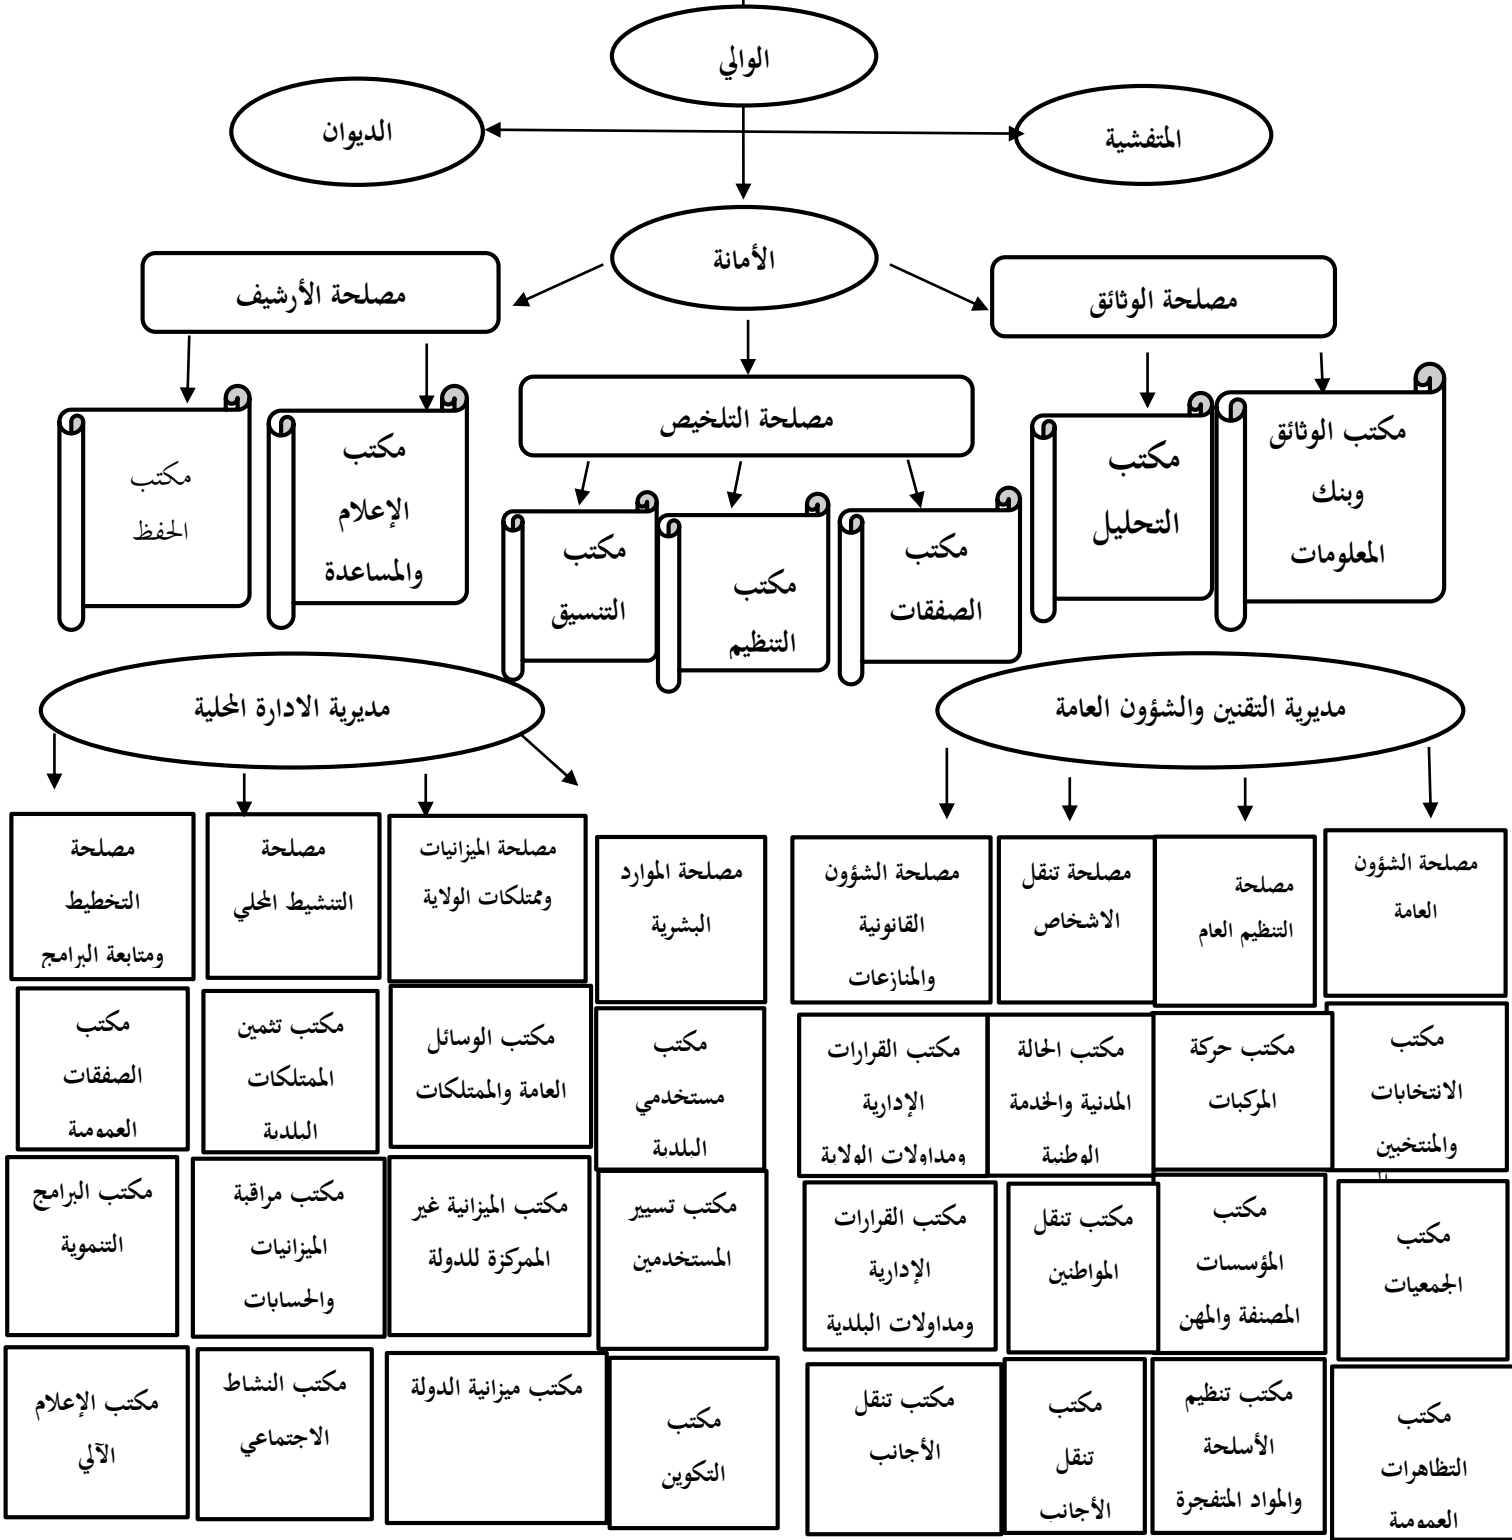 الوالي
المتفشية
الديوان
الأمانة
مصلحة الوثائق
مصلحة الأرشيف
مصلحة التلخيص
مكتب الوثائق
وبنك
المعلومات
مكتب
التحليل
مكتب
الصفقات
مكتب
التنظيم
مكتب
التنسيق
مكتب
الإعلام
والمساعدة
مكتب
الحفظ
مديرية التقنين والشؤون العامة
مديرية الادارة المحلية
مصلحة الشؤون
العامة
مصلحة
التنظيم العام
مصلحة تنقل
الاشخاص
مصلحة الشؤون
القانونية
والمنازعات
مصلحة الموارد
البشرية
مصلحة الميزانيات
وممتلكات الولاية
مصلحة
التنشيط المحلي
مصلحة
التخطيط
ومتابعة البرامج
مكتب
الانتخابات
والمنتخبين
مكتب حركة
المركبات
مكتب الحالة
المدنية والخدمة
الوطنية
مكتب القرارات
الإدارية
ومداولات الولاية
مكتب
مستخدمي
البلدية
مكتب الوسائل
العامة والممتلكات
مكتب تثمين
الممتلكات
البلدية
مكتب
الصفقات
العمومية
مكتب
الجمعيات
مكتب
المؤسسات
المصنفة والمهن
مكتب تنقل
المواطنين
مكتب القرارات
الإدارية
ومداولات البلدية
مكتب تسيير
المستخدمين
مكتب الميزانية غير
الممركزة للدولة
مكتب مراقبة
الميزانيات
والحسابات
مكتب البرامج
التنموية
مكتب
التظاهرات
العمومية
مكتب تنظيم
الأسلحة
والمواد المتفجرة
مكتب
تنقل
الأجانب
مكتب تنقل
الأجانب
مكتب
التكوين
مكتب ميزانية الدولة
مكتب النشاط
الاجتماعي
مكتب الإعلام
الآلي